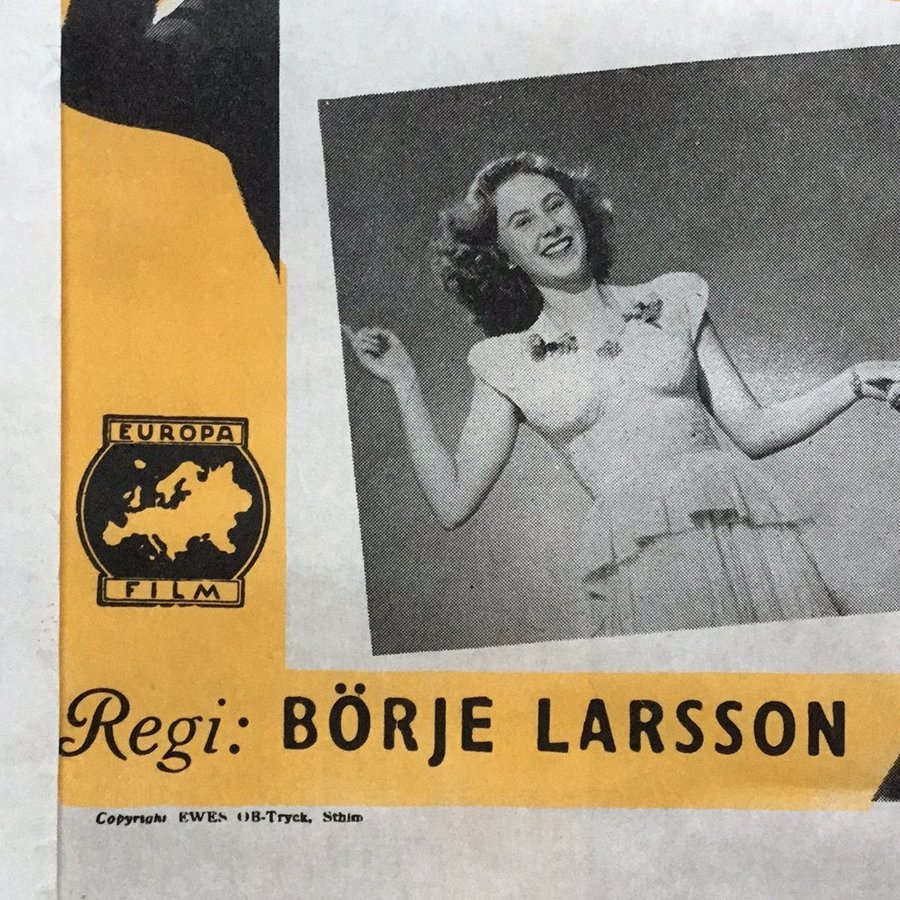 EUROPA
FILM
Regi: BÖRJE LARSSON
Copyright EWES OB-Tryck, Sthlm